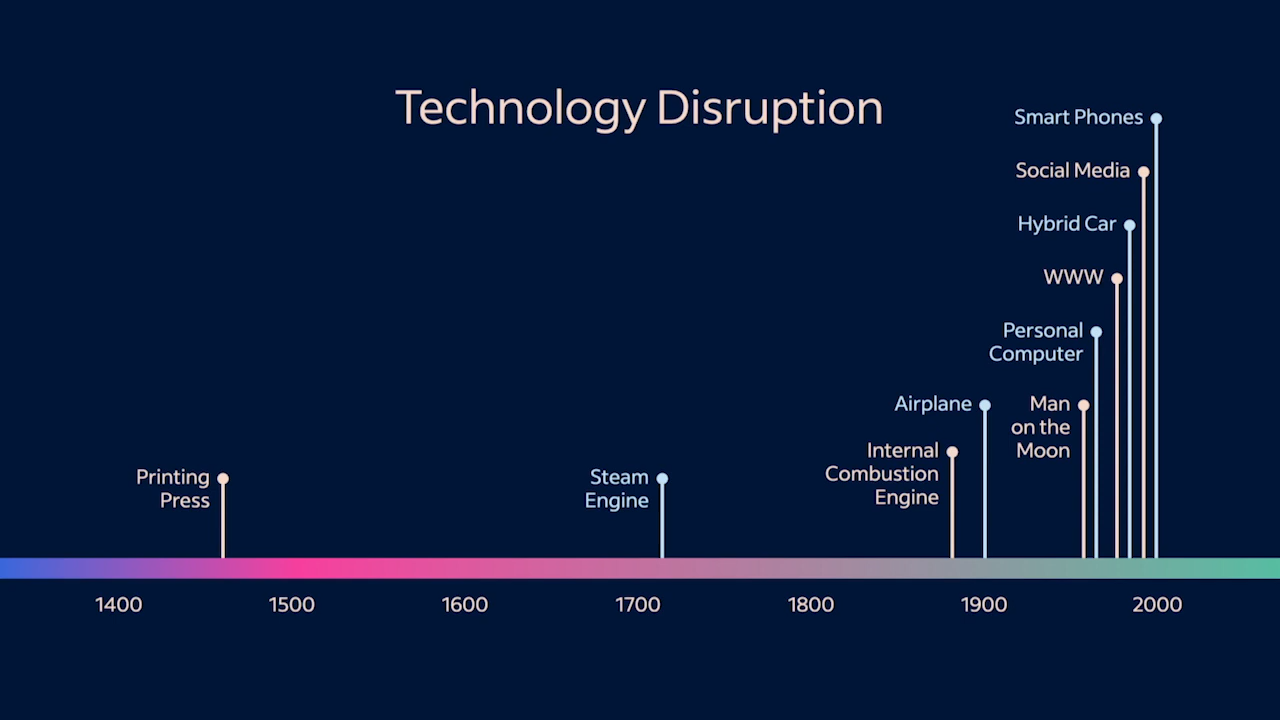 Technology Disruption
Smart Phones
Social Media
Hybrid Car
WWW
Personal
Computer
Airplane
Man
on the
Moon
Internal
Combustion
Engine
Printing
Press
Steam
Engine
1400
1500
1600
1700
1800
1900
2000